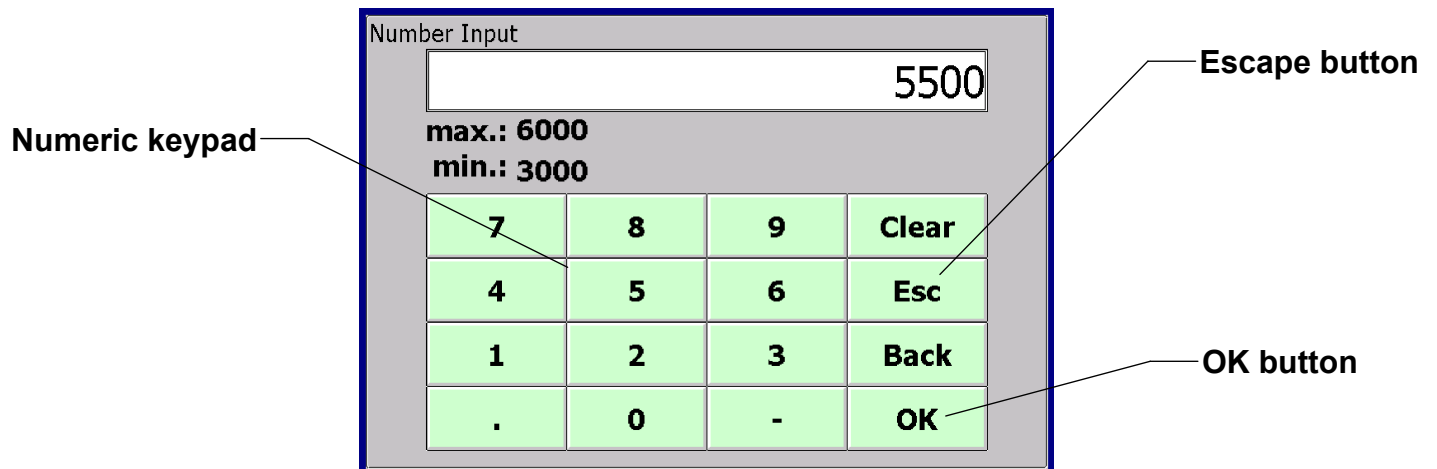 Number Input
5500
Escape button
Numeric keypad
max.: 6000
min.: 3000
7 8 9 Clear
4 5 6 Esc
1 2 3 Back
OK button
. 0 - OK